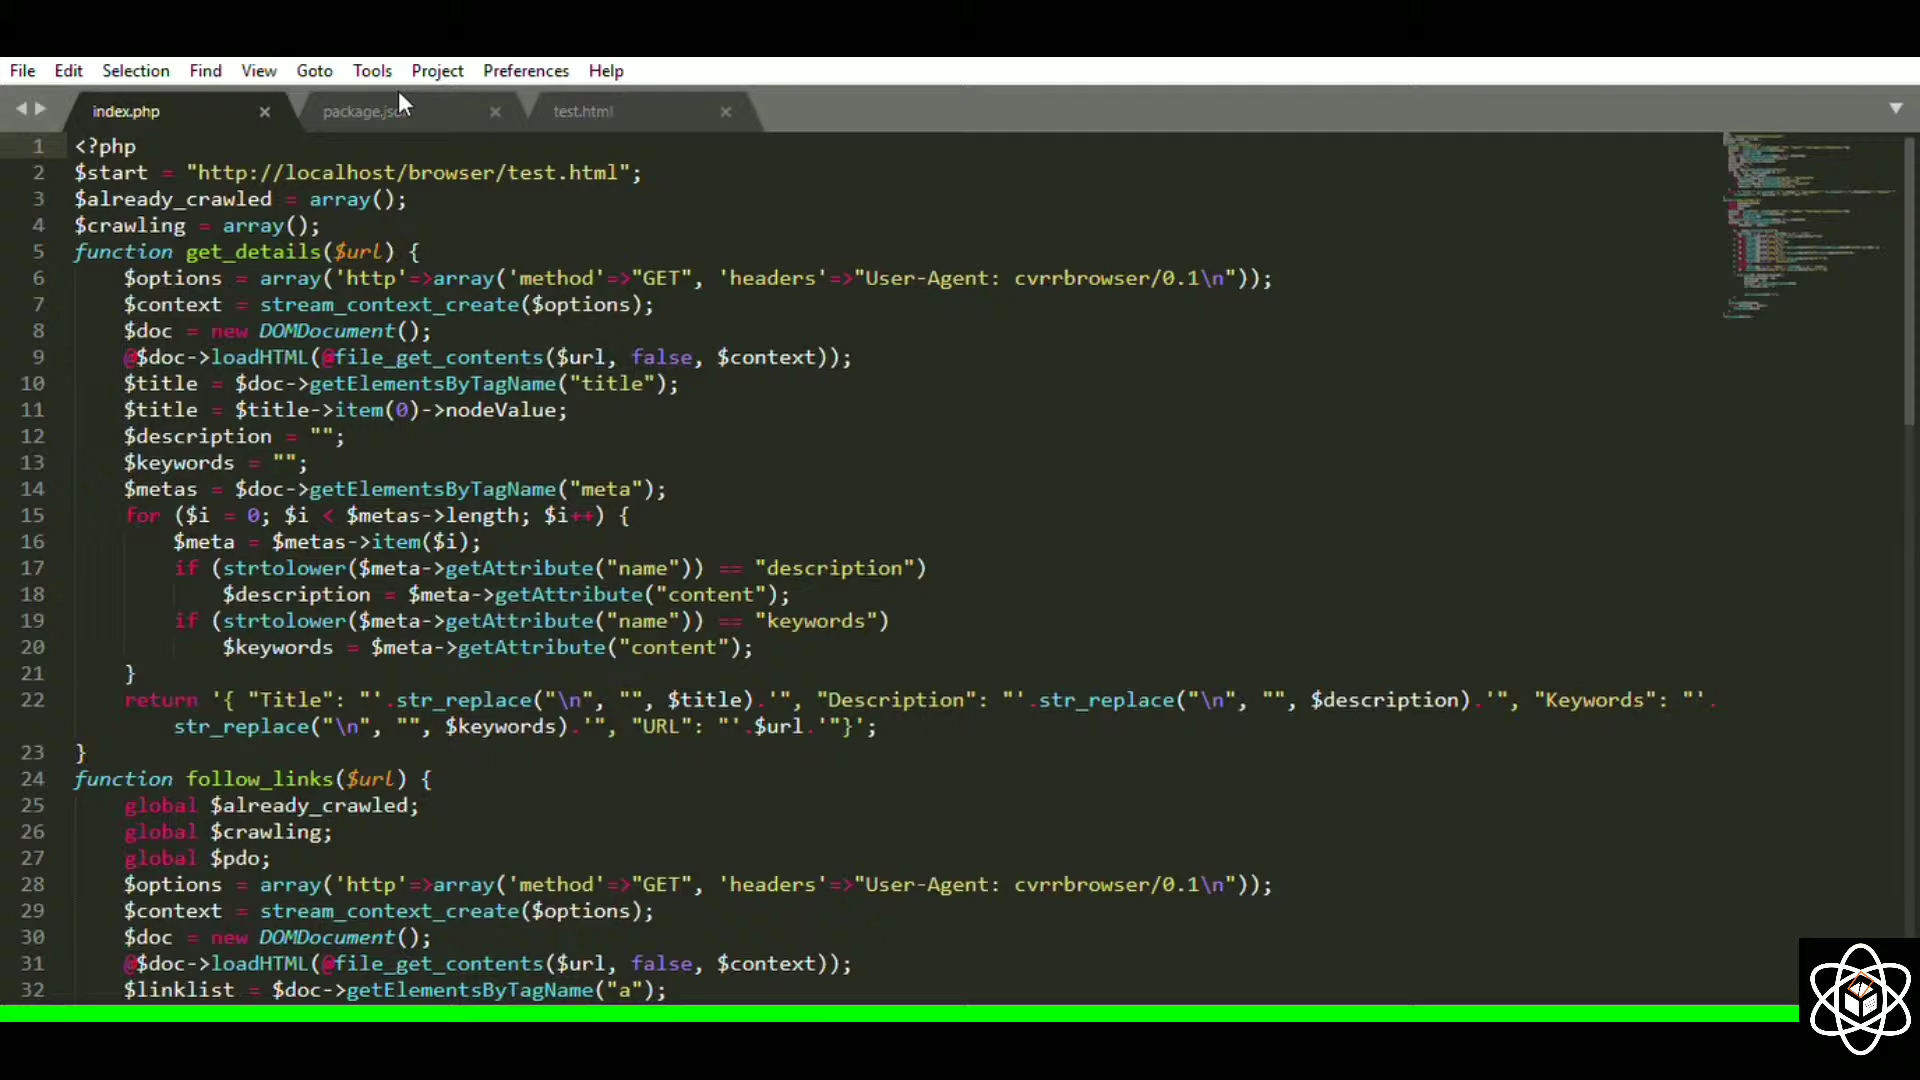 File Edit Selection Find View Goto Tools Project Preferences Help
index.php × package.json × test.html ×
1 <?php
2 $start = "http://localhost/browser/test.html";
3 $already_crawled = array();
4 $crawling = array();
5 function get_details($url) {
6 $options = array('http'=>array('method'=>"GET", 'headers'=>"User-Agent: cvrrbrowser/0.1\n"));
7 $context = stream_context_create($options);
8 $doc = new DOMDocument();
9 @$doc->loadHTML(@file_get_contents($url, false, $context));
10 $title = $doc->getElementsByTagName("title");
11 $title = $title->item(0)->nodeValue;
12 $description = "";
13 $keywords = "";
14 $metas = $doc->getElementsByTagName("meta");
15 for ($i = 0; $i < $metas->length; $i++) {
16 $meta = $metas->item($i);
17 if (strtolower($meta->getAttribute("name")) == "description")
18 $description = $meta->getAttribute("content");
19 if (strtolower($meta->getAttribute("name")) == "keywords")
20 $keywords = $meta->getAttribute("content");
21 }
22 return '{ "Title": "'.str_replace("\n", "", $title).'", "Description": "'.str_replace("\n", "", $description).'", "Keywords": "'.
str_replace("\n", "", $keywords).'", "URL": "'.$url.'"}';
23 }
24 function follow_links($url) {
25 global $already_crawled;
26 global $crawling;
27 global $pdo;
28 $options = array('http'=>array('method'=>"GET", 'headers'=>"User-Agent: cvrrbrowser/0.1\n"));
29 $context = stream_context_create($options);
30 $doc = new DOMDocument();
31 @$doc->loadHTML(@file_get_contents($url, false, $context));
32 $linklist = $doc->getElementsByTagName("a");